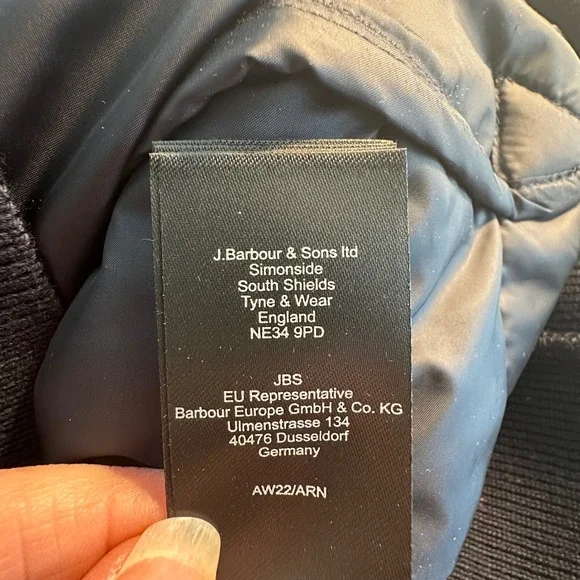 J.Barbour & Sons ltd
Simonside
South Shields
Tyne & Wear
England
NE34 9PD
JBS
EU Representative
Barbour Europe GmbH & Co. KG
Ulmenstrasse 134
40476 Dusseldorf
Germany
AW22/ARN